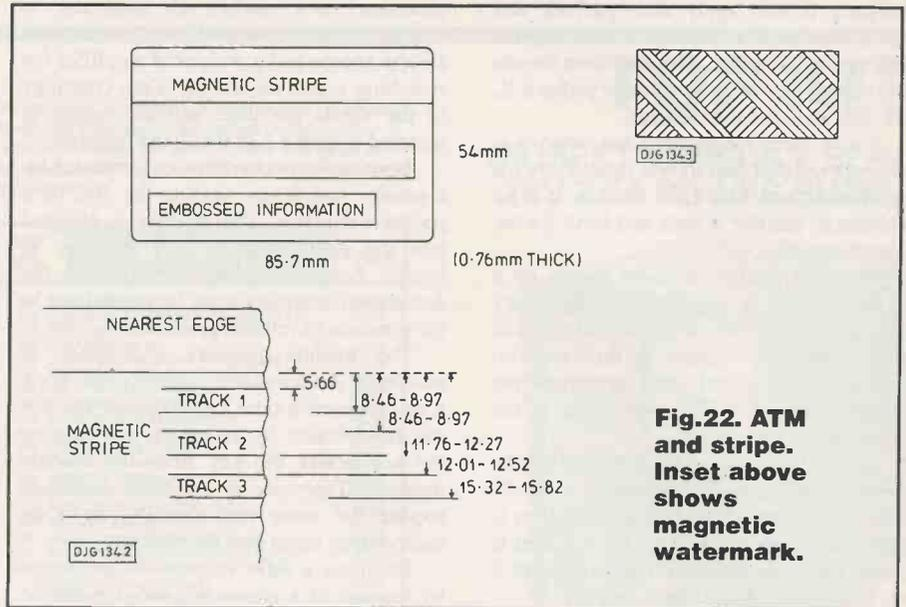 MAGNETIC STRIPE
EMBOSSED INFORMATION
54mm
85·7mm
(0·76mm THICK)
DJG1343
NEAREST EDGE
MAGNETIC STRIPE
TRACK 1
TRACK 2
TRACK 3
5·66
8·46-8·97
8·46-8·97
11·76-12·27
12·01-12·52
15·32-15·82
DJG1342
Fig.22. ATM
and stripe.
Inset above
shows
magnetic
watermark.